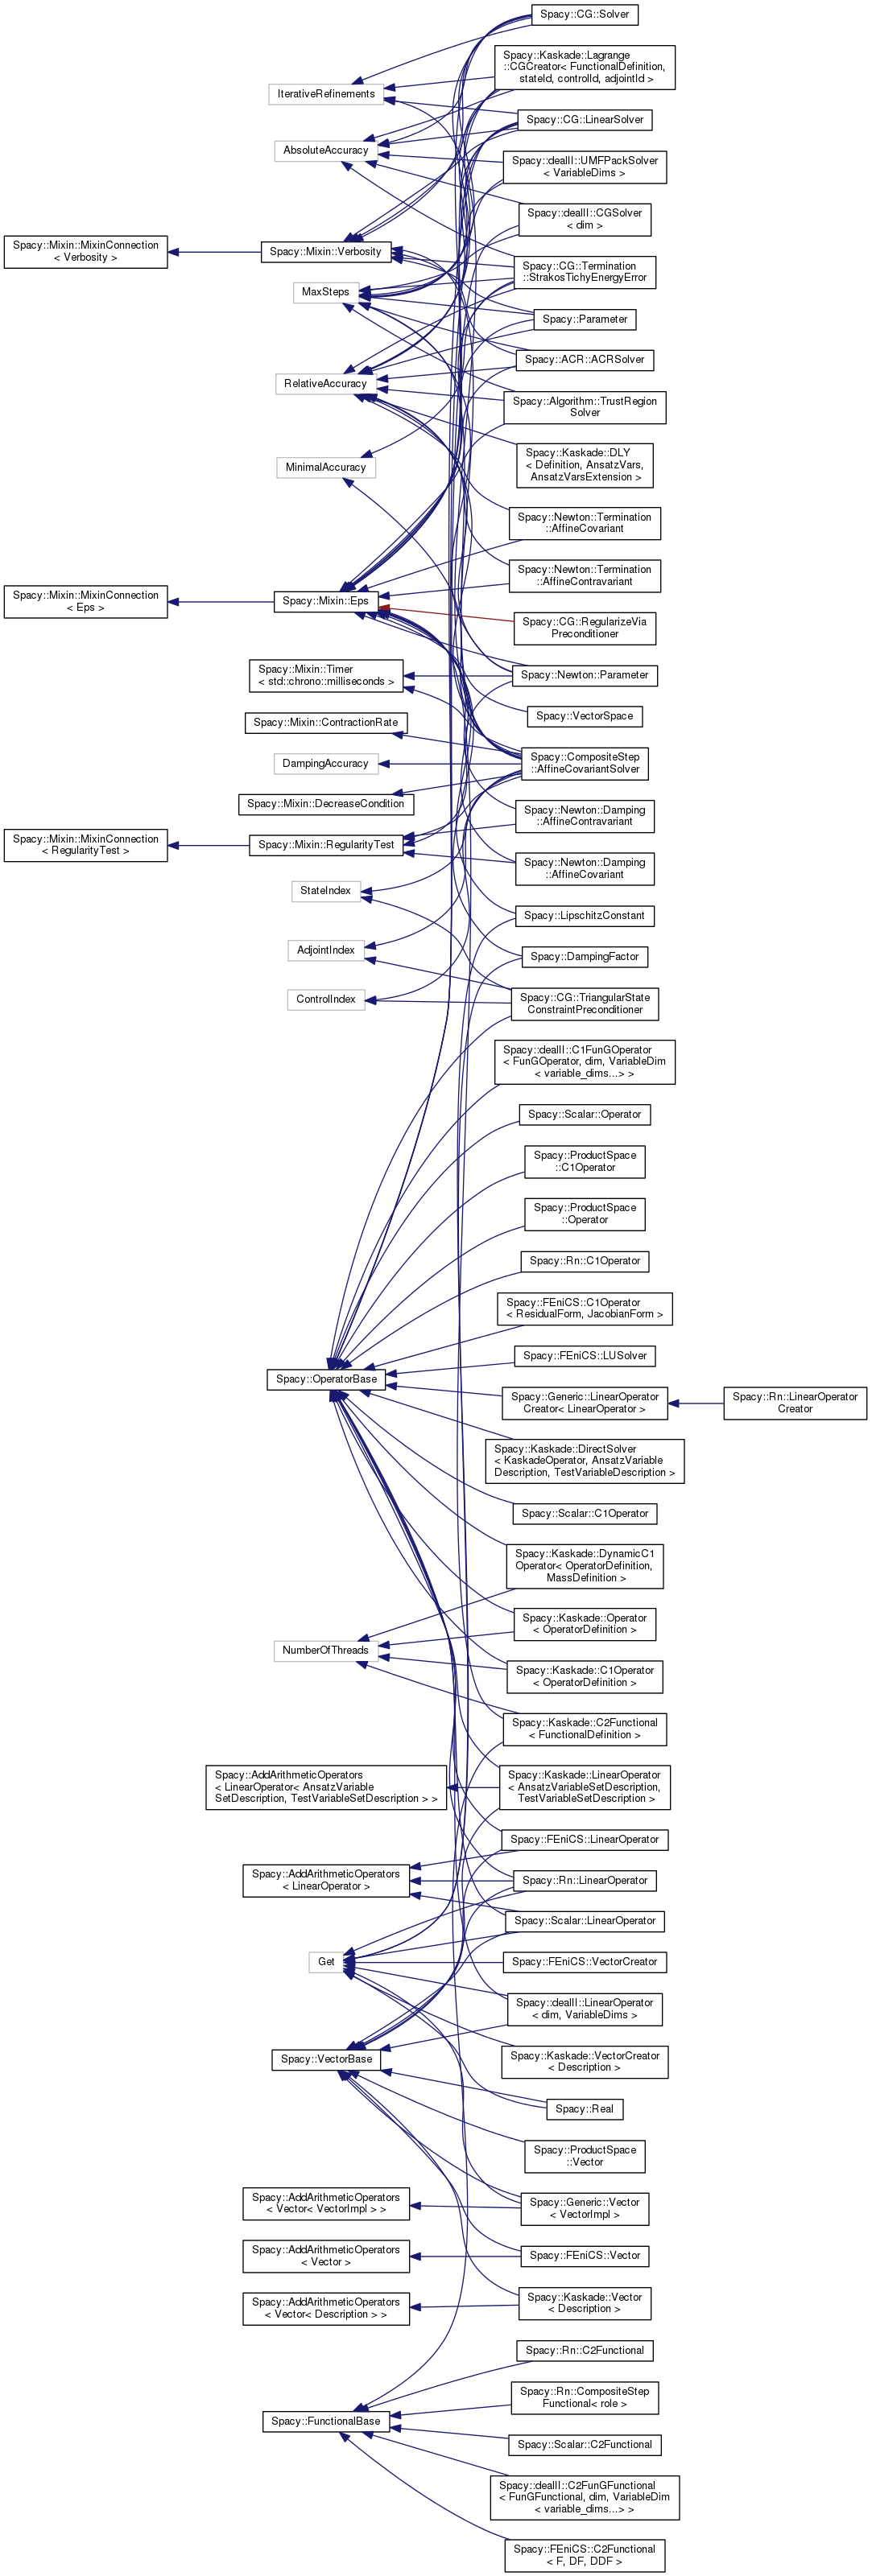 Spacy::CG::Solver
Spacy::Kaskade::Lagrange
::CGCreator< FunctionalDefinition,
stateId, controlId, adjointId >
IterativeRefinements
Spacy::CG::LinearSolver
AbsoluteAccuracy
Spacy::dealII::UMFPackSolver
< VariableDims >
Spacy::dealII::CGSolver
< dim >
Spacy::Mixin::MixinConnection
< Verbosity >
Spacy::Mixin::Verbosity
Spacy::CG::Termination
::StrakosTichyEnergyError
MaxSteps
Spacy::Parameter
Spacy::ACR::ACRSolver
RelativeAccuracy
Spacy::Algorithm::TrustRegion
Solver
Spacy::Kaskade::DLY
< Definition, AnsatzVars,
AnsatzVarsExtension >
MinimalAccuracy
Spacy::Newton::Termination
::AffineCovariant
Spacy::Newton::Termination
::AffineContravariant
Spacy::Mixin::MixinConnection
< Eps >
Spacy::Mixin::Eps
Spacy::CG::RegularizeVia
Preconditioner
Spacy::Mixin::Timer
< std::chrono::milliseconds >
Spacy::Newton::Parameter
Spacy::VectorSpace
Spacy::Mixin::ContractionRate
DampingAccuracy
Spacy::CompositeStep
::AffineCovariantSolver
Spacy::Mixin::DecreaseCondition
Spacy::Newton::Damping
::AffineContravariant
Spacy::Mixin::MixinConnection
< RegularityTest >
Spacy::Mixin::RegularityTest
Spacy::Newton::Damping
::AffineCovariant
StateIndex
Spacy::LipschitzConstant
AdjointIndex
Spacy::DampingFactor
ControlIndex
Spacy::CG::TriangularState
ConstraintPreconditioner
Spacy::dealII::C1FunGOperator
< FunGOperator, dim, VariableDim
< variable_dims...> >
Spacy::Scalar::Operator
Spacy::ProductSpace
::C1Operator
Spacy::ProductSpace
::Operator
Spacy::Rn::C1Operator
Spacy::FEniCS::C1Operator
< ResidualForm, JacobianForm >
Spacy::FEniCS::LUSolver
Spacy::OperatorBase
Spacy::Generic::LinearOperator
Creator< LinearOperator >
Spacy::Rn::LinearOperator
Creator
Spacy::Kaskade::DirectSolver
< KaskadeOperator, AnsatzVariable
Description, TestVariableDescription >
Spacy::Scalar::C1Operator
Spacy::Kaskade::DynamicC1
Operator< OperatorDefinition,
MassDefinition >
Spacy::Kaskade::Operator
< OperatorDefinition >
NumberOfThreads
Spacy::Kaskade::C1Operator
< OperatorDefinition >
Spacy::Kaskade::C2Functional
< FunctionalDefinition >
Spacy::AddArithmeticOperators
< LinearOperator< AnsatzVariable
SetDescription, TestVariableSetDescription > >
Spacy::Kaskade::LinearOperator
< AnsatzVariableSetDescription,
TestVariableSetDescription >
Spacy::FEniCS::LinearOperator
Spacy::AddArithmeticOperators
< LinearOperator >
Spacy::Rn::LinearOperator
Spacy::Scalar::LinearOperator
Get
Spacy::FEniCS::VectorCreator
Spacy::dealII::LinearOperator
< dim, VariableDims >
Spacy::VectorBase
Spacy::Kaskade::VectorCreator
< Description >
Spacy::Real
Spacy::ProductSpace
::Vector
Spacy::AddArithmeticOperators
< Vector< VectorImpl > >
Spacy::Generic::Vector
< VectorImpl >
Spacy::AddArithmeticOperators
< Vector >
Spacy::FEniCS::Vector
Spacy::AddArithmeticOperators
< Vector< Description > >
Spacy::Kaskade::Vector
< Description >
Spacy::Rn::C2Functional
Spacy::Rn::CompositeStep
Functional< role >
Spacy::FunctionalBase
Spacy::Scalar::C2Functional
Spacy::dealII::C2FunGFunctional
< FunGFunctional, dim, VariableDim
< variable_dims...> >
Spacy::FEniCS::C2Functional
< F, DF, DDF >